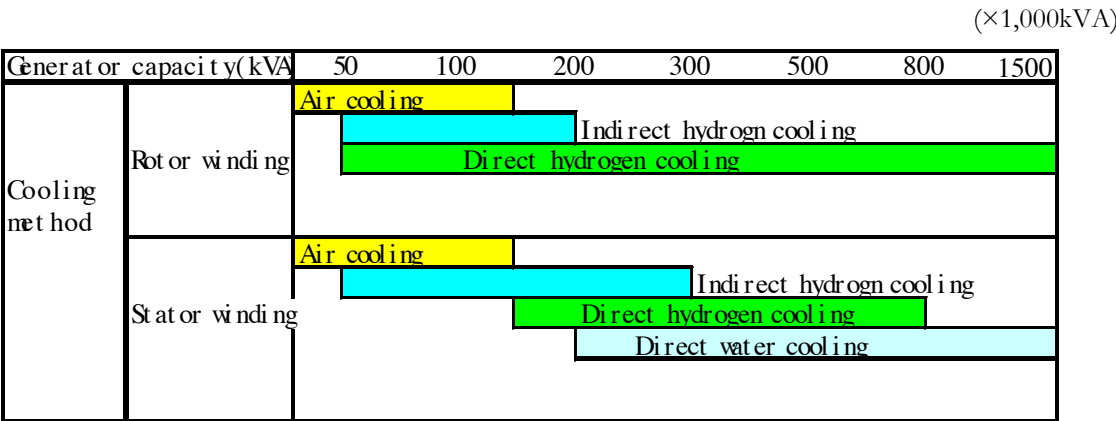 (×1,000kVA)
Generator capacity(kVA 50 100 200 300 500 800 1500
Air cooling
Indirect hydrogn cooling
Rotor winding
Direct hydrogen cooling
Cooling
method
Air cooling
Indirect hydrogn cooling
Stator winding
Direct hydrogen cooling
Direct water cooling